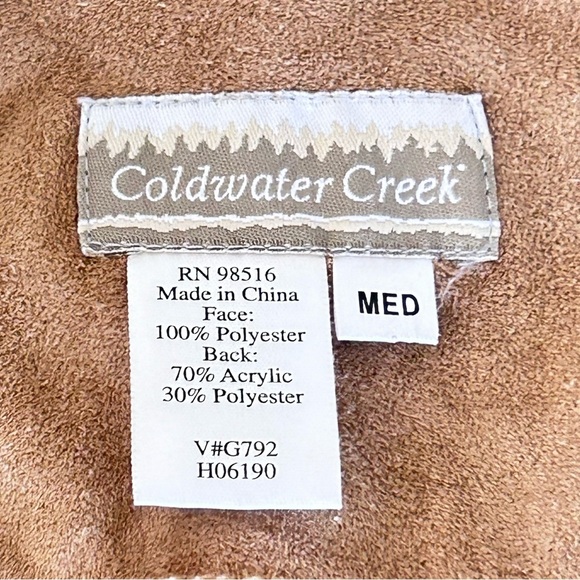 Coldwater Creek
RN 98516
Made in China
Face:
100% Polyester
Back:
70% Acrylic
30% Polyester
V#G792
H06190
MED